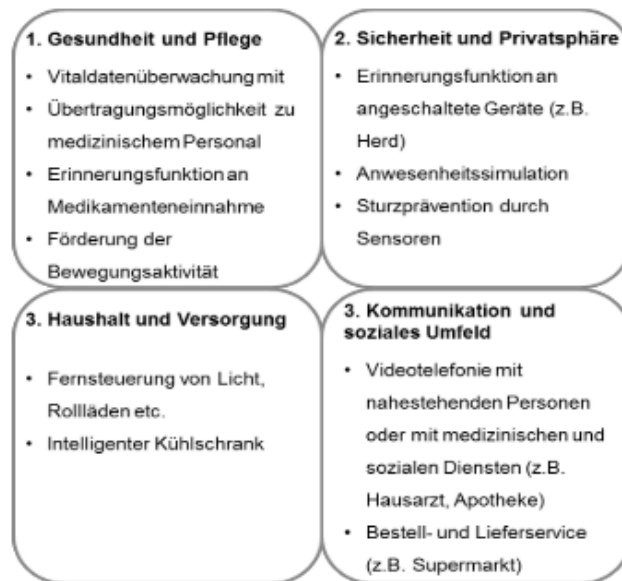 1. Gesundheit und Pflege
• Vitaldatenüberwachung mit
• Übertragungsmöglichkeit zu
medizinischem Personal
• Erinnerungsfunktion an
Medikamenteneinnahme
• Förderung der
Bewegungsaktivität
2. Sicherheit und Privatsphäre
• Erinnerungsfunktion an
angeschaltete Geräte (z.B.
Herd)
• Anwesenheitssimulation
• Sturzprävention durch
Sensoren
3. Haushalt und Versorgung
• Fernsteuerung von Licht,
Rollläden etc.
• Intelligenter Kühlschrank
3. Kommunikation und
soziales Umfeld
• Videotelefonie mit
nahestehenden Personen
oder mit medizinischen und
sozialen Diensten (z.B.
Hausarzt, Apotheke)
• Bestell- und Lieferservice
(z.B. Supermarkt)